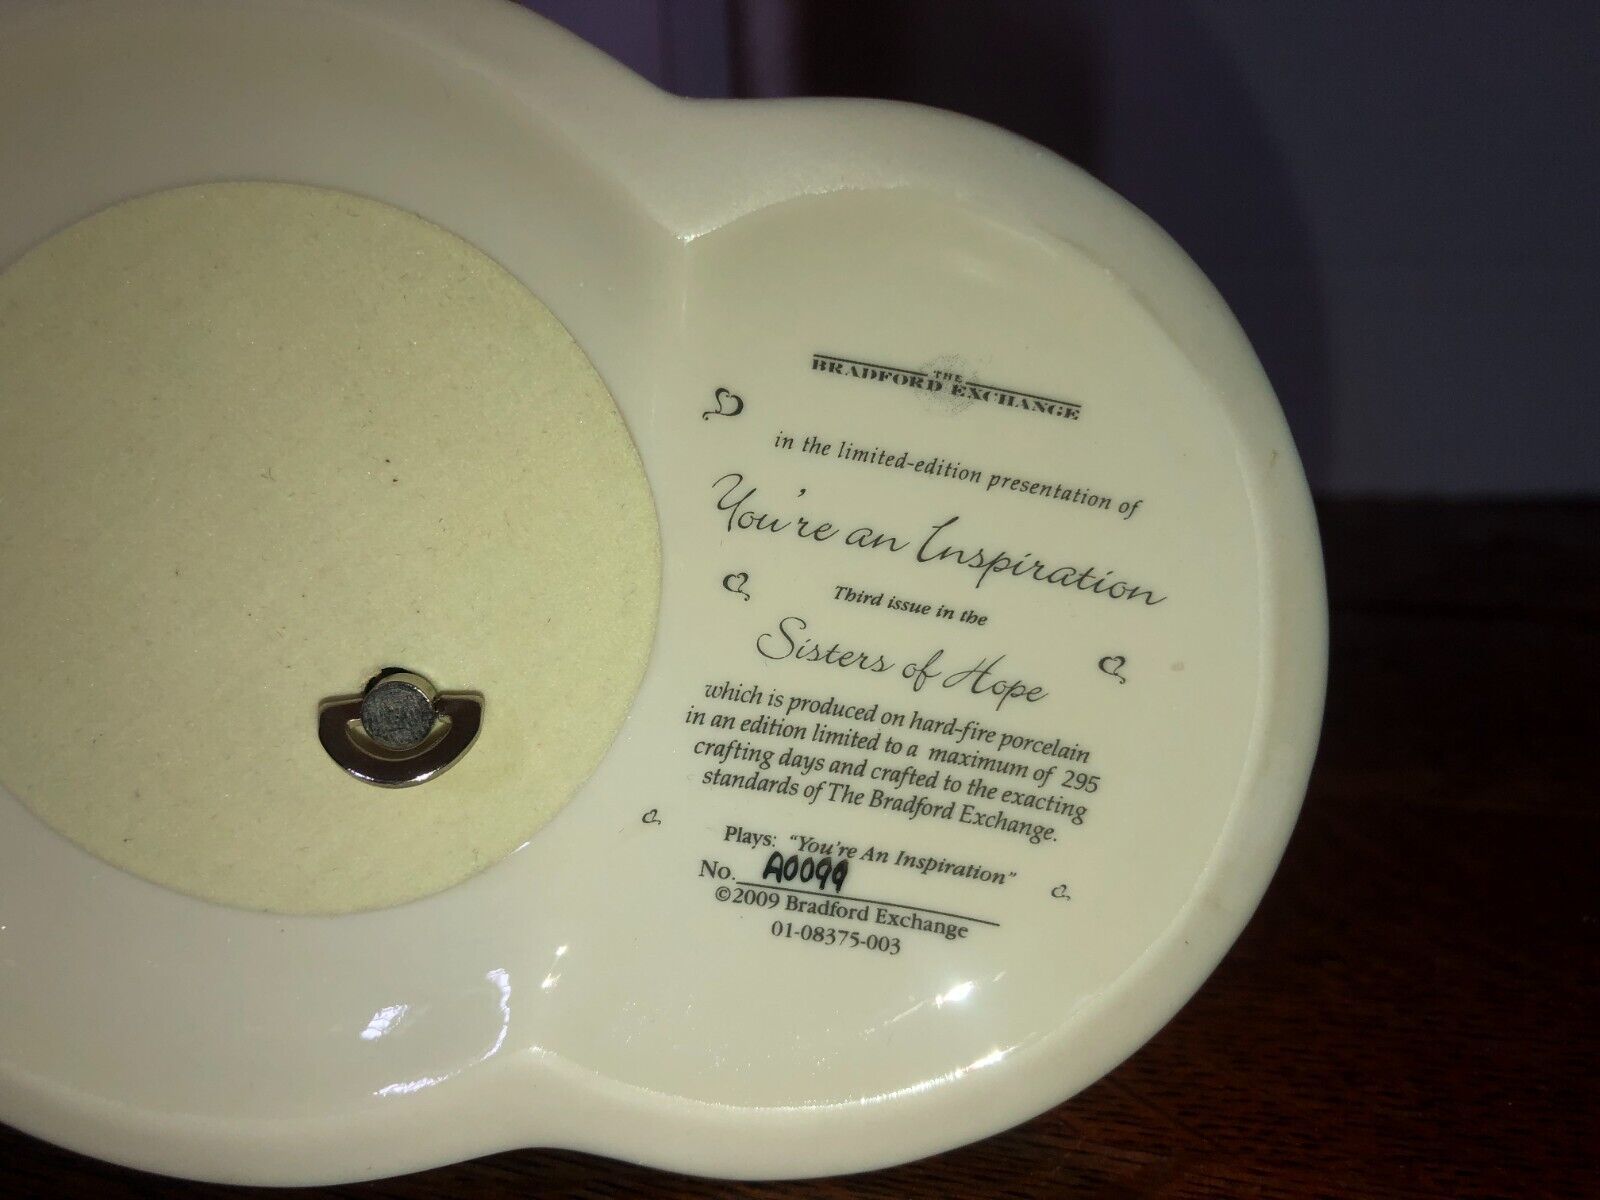 THE
BRADFORD EXCHANGE
in the limited-edition presentation of
You're an Inspiration
Third issue in the
Sisters of Hope
which is produced on hard-fire porcelain
in an edition limited to a maximum of 295
crafting days and crafted to the exacting
standards of The Bradford Exchange.
Plays: "You're An Inspiration"
No. A0099
©2009 Bradford Exchange
01-08375-003